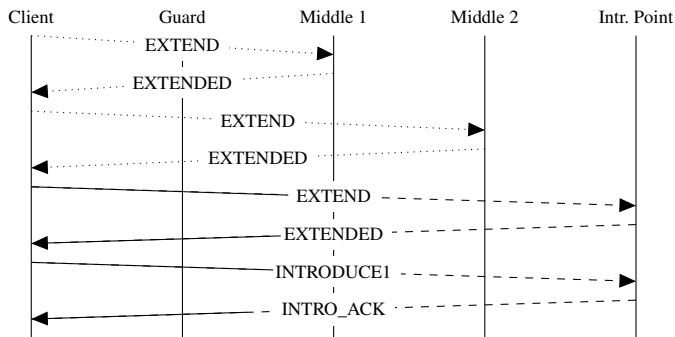 Client Guard Middle 1 Middle 2 Intr. Point
EXTEND
EXTENDED
EXTEND
EXTENDED
EXTEND
EXTENDED
INTRODUCE1
INTRO_ACK